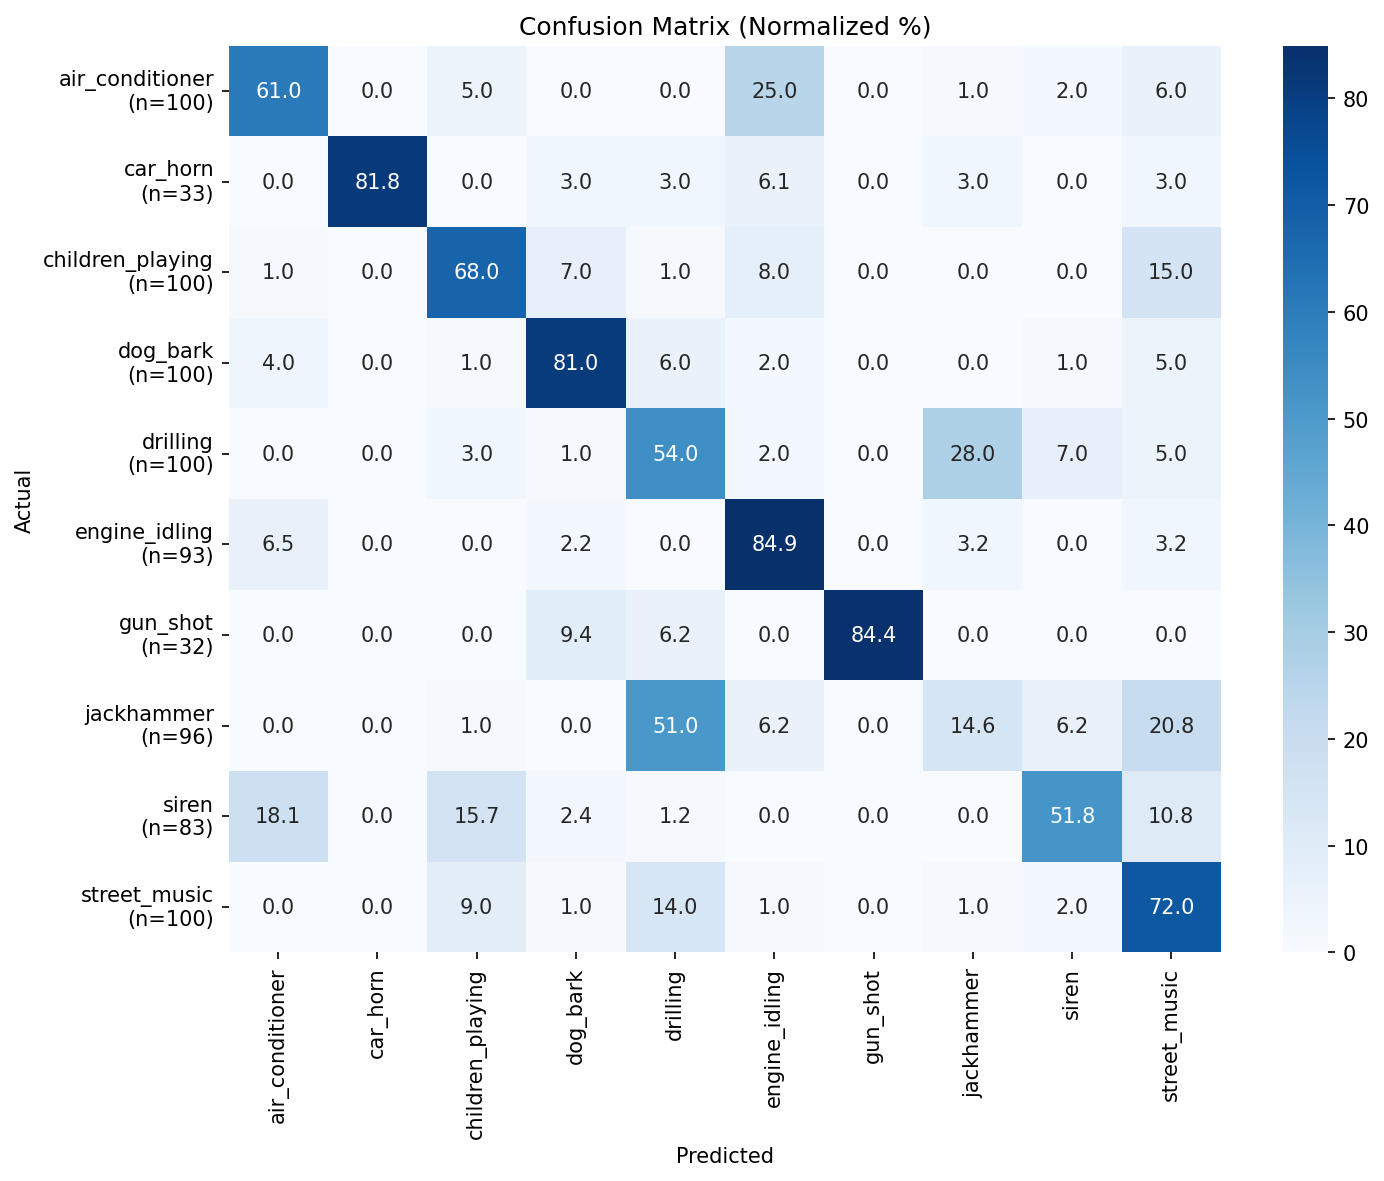 Confusion Matrix (Normalized %)
air_conditioner
(n=100)
61.0 0.0 5.0 0.0 0.0 25.0 0.0 1.0 2.0 6.0
car_horn
(n=33)
0.0 81.8 0.0 3.0 3.0 6.1 0.0 3.0 0.0 3.0
children_playing
(n=100)
1.0 0.0 68.0 7.0 1.0 8.0 0.0 0.0 0.0 15.0
dog_bark
(n=100)
4.0 0.0 1.0 81.0 6.0 2.0 0.0 0.0 1.0 5.0
drilling
(n=100)
0.0 0.0 3.0 1.0 54.0 2.0 0.0 28.0 7.0 5.0
engine_idling
(n=93)
6.5 0.0 0.0 2.2 0.0 84.9 0.0 3.2 0.0 3.2
gun_shot
(n=32)
0.0 0.0 0.0 9.4 6.2 0.0 84.4 0.0 0.0 0.0
jackhammer
(n=96)
0.0 0.0 1.0 0.0 51.0 6.2 0.0 14.6 6.2 20.8
siren
(n=83)
18.1 0.0 15.7 2.4 1.2 0.0 0.0 0.0 51.8 10.8
street_music
(n=100)
0.0 0.0 9.0 1.0 14.0 1.0 0.0 1.0 2.0 72.0
Actual
air_conditioner
car_horn
children_playing
dog_bark
drilling
engine_idling
gun_shot
jackhammer
siren
street_music
Predicted
80
70
60
50
40
30
20
10
0